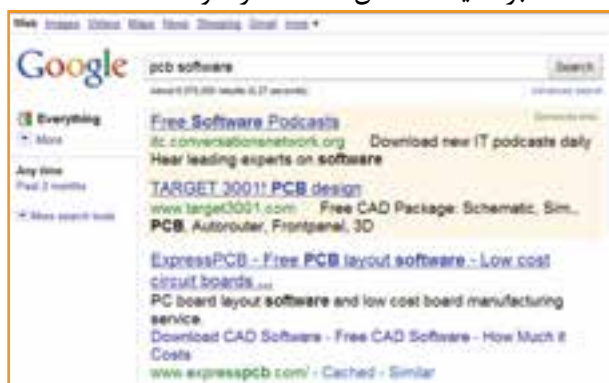 Web Images Videos Maps News Shopping Gmail more
Google
pcb software
Search
Advanced search
Everything
More
Any time
Past 2 months
More search tools
Free Software Podcasts
itc.conversationsnetwork.org Download new IT podcasts daily
Hear leading experts on software
TARGET 3001! PCB design
www.target3001.com Free CAD Package: Schematic, Sim.,
PCB, Autorouter, Frontpanel, 3D
ExpressPCB - Free PCB layout software - Low cost
circuit boards ...
PC board layout software and low cost board manufacturing
service.
Download CAD Software - Free CAD Software - How Much it
Costs
www.expresspcb.com/ - Cached - Similar